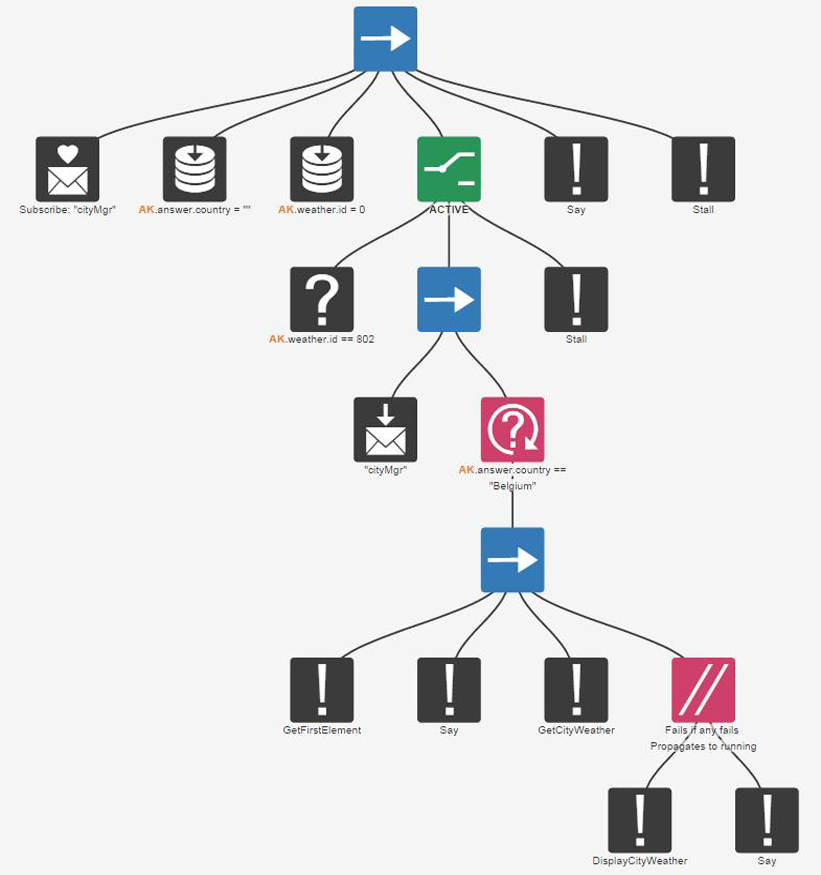 Subscribe: "cityMgr"
AK.answer.country = ""
AK.weather.id = 0
ACTIVE
Say
Stall
AK.weather.id == 802
Stall
"cityMgr"
AK.answer.country ==
"Belgium"
GetFirstElement
Say
GetCityWeather
Fails if any fails
Propagates to running
DisplayCityWeather
Say